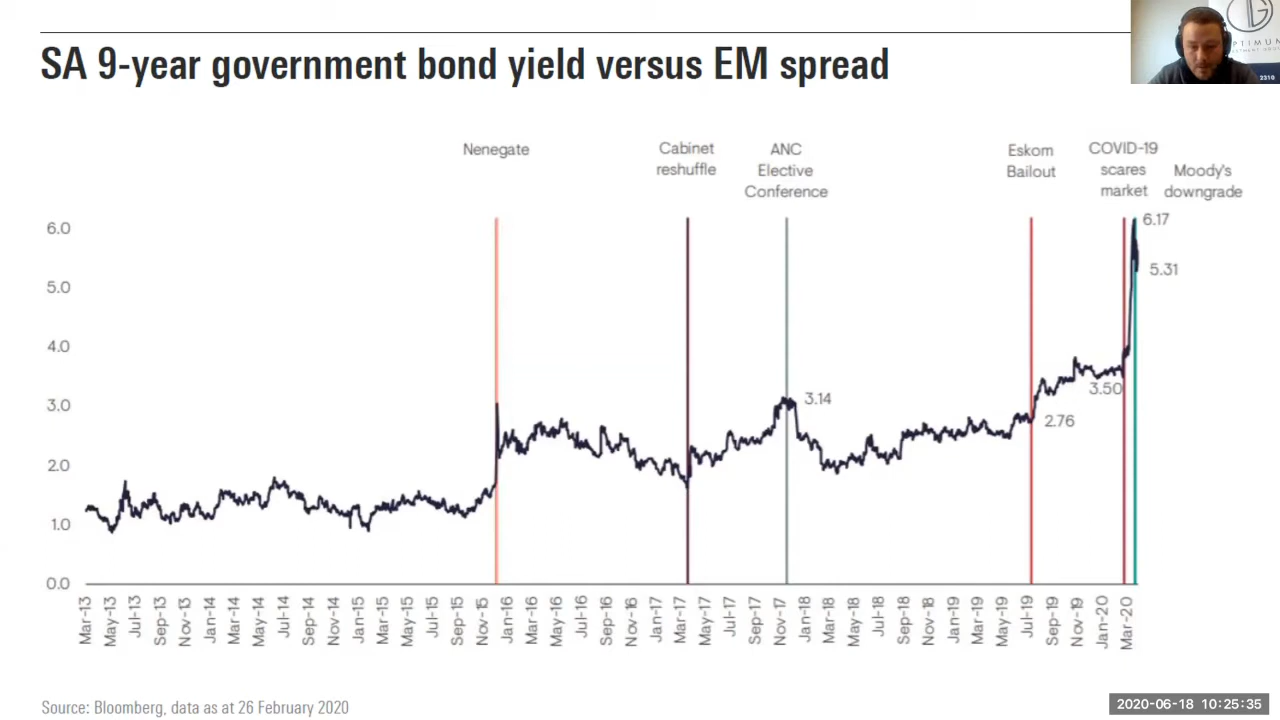 SA 9-year government bond yield versus EM spread
PTIMUM
2310
Nenegate
Cabinet
reshuffle
ANC
Elective
Conference
Eskom
Bailout
COVID-19
scares
market
Moody's
downgrade
6.0
5.0
4.0
3.0
2.0
1.0
0.0
6.17
5.31
3.14
3.50
2.76
Mar-13
May-13
Jul-13
Sep-13
Nov-13
Jan-14
Mar-14
May-14
Jul-14
Sep-14
Nov-14
Jan-15
Mar-15
May-15
Jul-15
Sep-15
Nov-15
Jan-16
Mar-16
May-16
Jul-16
Sep-16
Nov-16
Jan-17
Mar-17
May-17
Jul-17
Sep-17
Nov-17
Jan-18
Mar-18
May-18
Jul-18
Sep-18
Nov-18
Jan-19
Mar-19
May-19
Jul-19
Sep-19
Nov-19
Jan-20
Mar-20
Source: Bloomberg, data as at 26 February 2020
2020-06-18 10:25:35